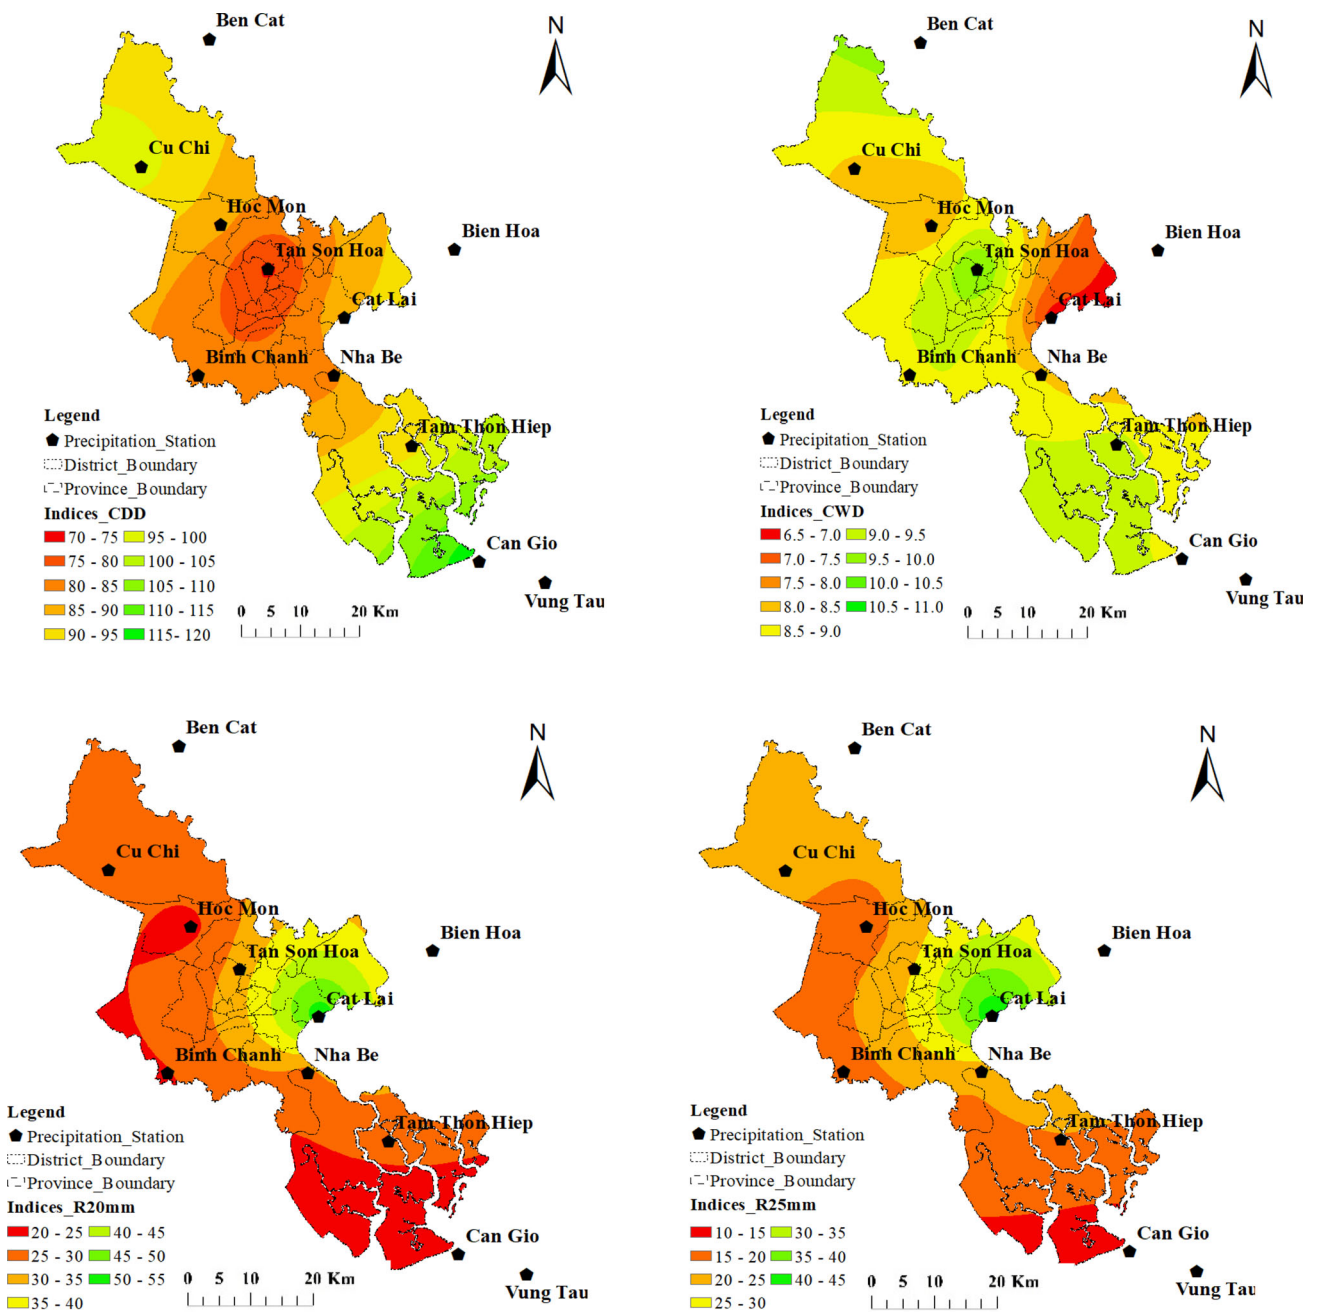 Ben Cat
N
Cu Chi
Hoc Mon
Bien Hoa
Tan Son Hoa
Cat Lai
Binh Chanh
Nha Be
Legend
Precipitation_Station
District_Boundary
Province_Boundary
Tam Thon Hiep
Indices_CDD
70 - 75
95 - 100
75 - 80
100 - 105
80 - 85
105 - 110
85 - 90
110 - 115
90 - 95
115- 120
Can Gio
Vung Tau
0 5 10 20 Km
Ben Cat
N
Cu Chi
Hoc Mon
Bien Hoa
Tan Son Hoa
Cat Lai
Binh Chanh
Nha Be
Legend
Precipitation_Station
District_Boundary
Province_Boundary
Tam Thon Hiep
Indices_CWD
6.5 - 7.0
9.0 - 9.5
7.0 - 7.5
9.5 - 10.0
7.5 - 8.0
10.0 - 10.5
8.0 - 8.5
10.5 - 11.0
8.5 - 9.0
Can Gio
Vung Tau
0 5 10 20 Km
Ben Cat
N
Cu Chi
Hoc Mon
Bien Hoa
Tan Son Hoa
Cat Lai
Binh Chanh
Nha Be
Legend
Precipitation_Station
District_Boundary
Province_Boundary
Tam Thon Hiep
Indices_R20mm
20 - 25
40 - 45
25 - 30
45 - 50
30 - 35
50 - 55
35 - 40
Can Gio
Vung Tau
0 5 10 20 Km
Ben Cat
N
Cu Chi
Hoc Mon
Bien Hoa
Tan Son Hoa
Cat Lai
Binh Chanh
Nha Be
Legend
Precipitation_Station
District_Boundary
Province_Boundary
Tam Thon Hiep
Indices_R25mm
10 - 15
30 - 35
15 - 20
35 - 40
20 - 25
40 - 45
25 - 30
Can Gio
Vung Tau
0 5 10 20 Km